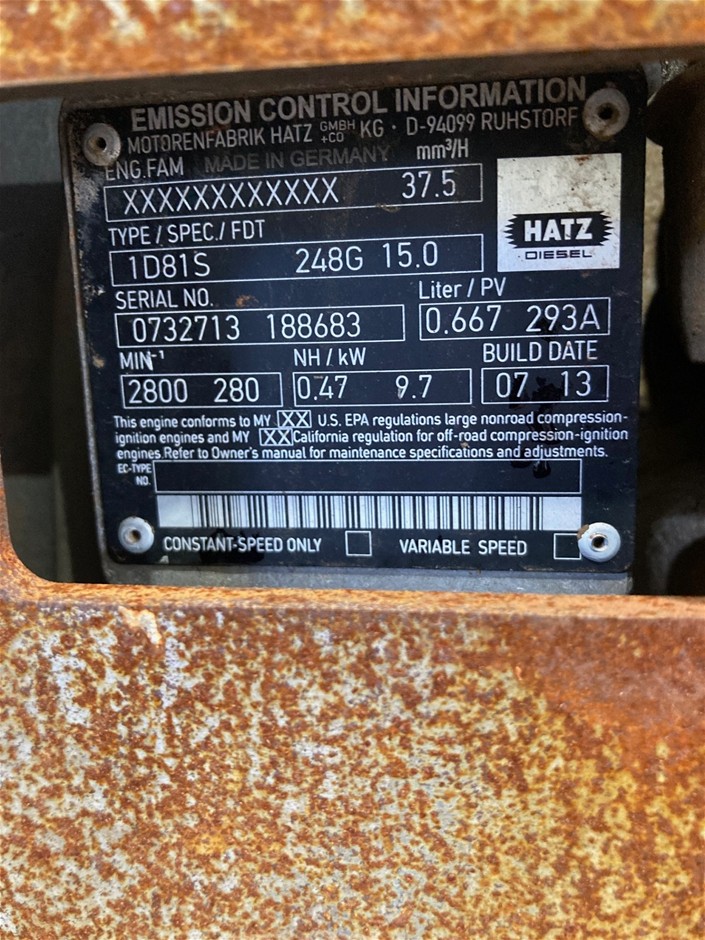 EMISSION CONTROL INFORMATION
MOTORENFABRIK HATZ GMBH +CO KG · D-94099 RUHSTORF
ENG.FAM MADE IN GERMANY mm³/H
XXXXXXXXXXXX 37.5
TYPE / SPEC./ FDT
1D81S 248G 15.0
HATZ
DIESEL
SERIAL NO. Liter / PV
0732713 188683 0.667 293A
MIN-¹ NH / kW BUILD DATE
2800 280 0.47 9.7 07 13
This engine conforms to MY XX U.S. EPA regulations large nonroad compression-
ignition engines and MY XX California regulation for off-road compression-ignition
engines. Refer to Owner's manual for maintenance specifications and adjustments.
EC-TYPE
NO.
CONSTANT-SPEED ONLY VARIABLE SPEED